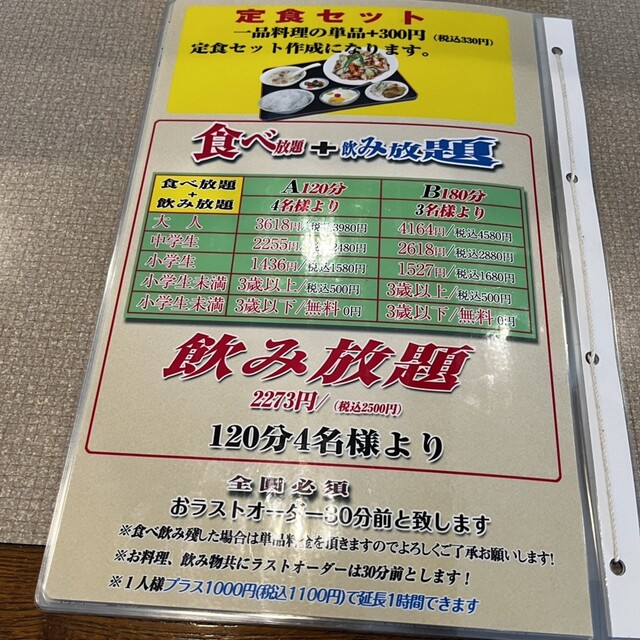 定食セット
一品料理の単品+300円（税込330円）
定食セット作成になります。
食べ放題+飲み放題
食べ放題 + 飲み放題 A120分 4名様より B180分 3名様より
大人 3618円/税込3980円 4164円/税込4580円
中学生 2255円/税込2480円 2618円/税込2880円
小学生 1436円/税込1580円 1527円/税込1680円
小学生未満 3歳以上/税込500円 3歳以上/税込500円
小学生未満 3歳以下/無料 0円 3歳以下/無料 0円
飲み放題
2273円/（税込2500円）
120分4名様より
全囲必須
おラストオーダー30分前と致します
※食べ飲み残した場合は単品料金を頂きますのでよろしくご了承お願いします!
※お料理、飲み物共にラストオーダーは30分前とします！
※１人様プラス1000円(税込1100円)で延長1時間できます